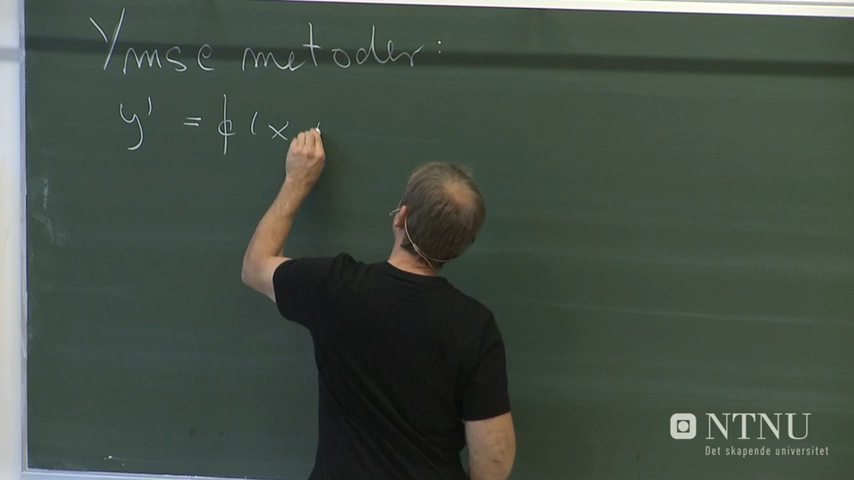 Ymse metoder:
y' = ϕ (x
NTNU
Det skapende universitet